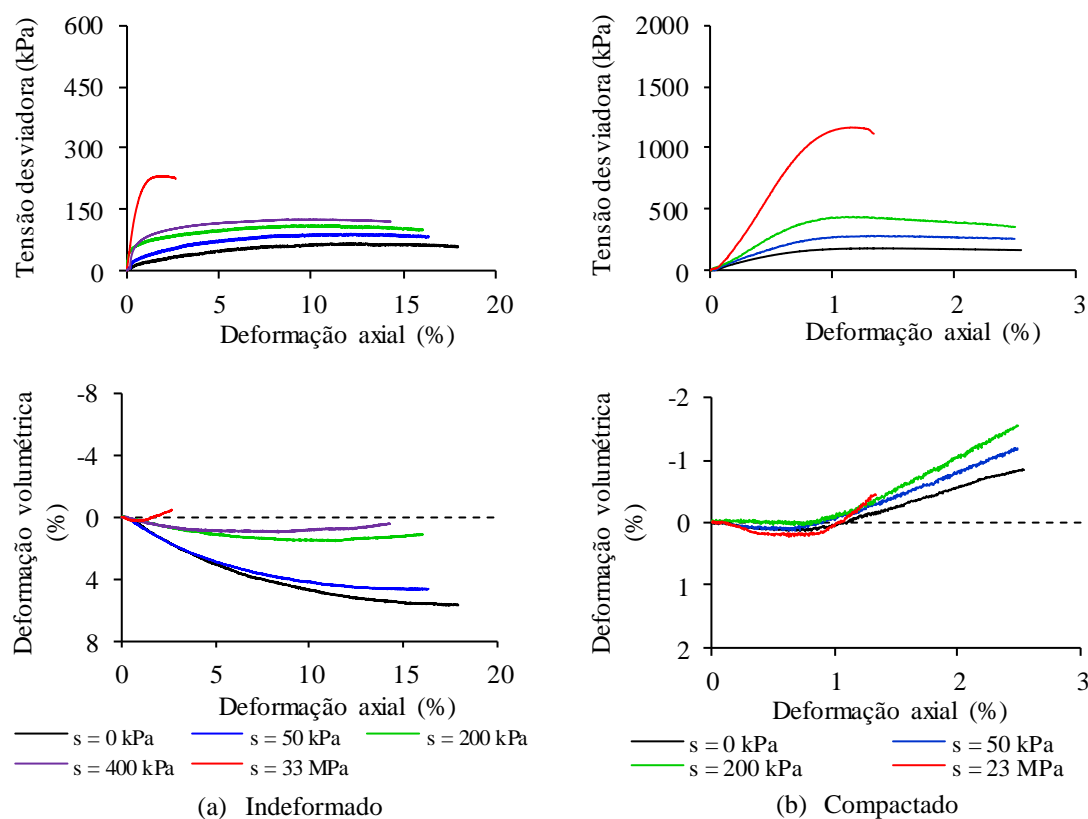 Tensão desviadora (kPa)
600
450
300
150
0
0 5 10 15 20
Deformação axial (%)
Tensão desviadora (kPa)
2000
1500
1000
500
0
0 1 2 3
Deformação axial (%)
Deformação volumétrica
(%)
-8
-4
0
4
8
0 5 10 15 20
Deformação axial (%)
s = 0 kPa s = 50 kPa s = 200 kPa
s = 400 kPa s = 33 MPa
(a) Indeformado
Deformação volumétrica
(%)
-2
-1
0
1
2
0 1 2 3
Deformação axial (%)
s = 0 kPa s = 50 kPa
s = 200 kPa s = 23 MPa
(b) Compactado